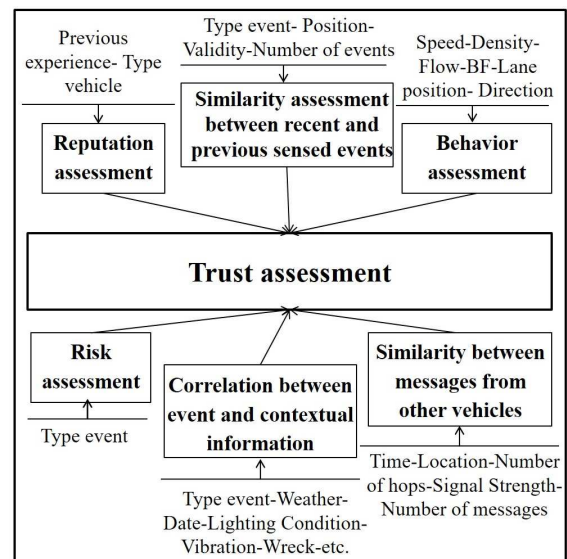 Previous
experience- Type
vehicle
Reputation
assessment
Type event- Position-
Validity-Number of events
Similarity assessment
between recent and
previous sensed events
Speed-Density-
Flow-BF-Lane
position- Direction
Behavior
assessment
Trust assessment
Risk
assessment
Type event
Correlation between
event and contextual
information
Type event-Weather-
Date-Lighting Condition-
Vibration-Wreck-etc.
Similarity between
messages from
other vehicles
Time-Location-Number
of hops-Signal Strength-
Number of messages